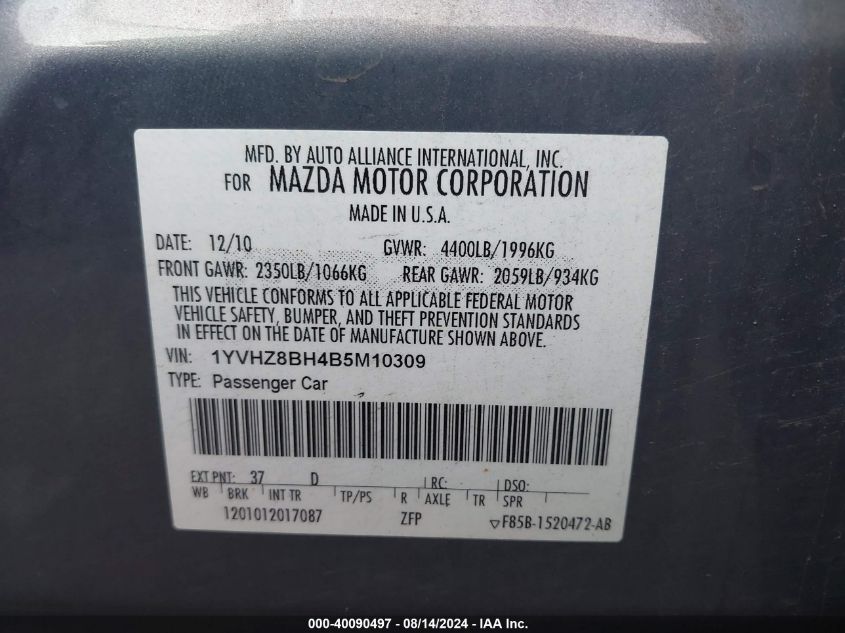 MFD. BY AUTO ALLIANCE INTERNATIONAL, INC.
FOR MAZDA MOTOR CORPORATION
MADE IN U.S.A.
DATE: 12/10 GVWR: 4400LB/1996KG
FRONT GAWR: 2350LB/1066KG REAR GAWR: 2059LB/934KG
THIS VEHICLE CONFORMS TO ALL APPLICABLE FEDERAL MOTOR
VEHICLE SAFETY, BUMPER, AND THEFT PREVENTION STANDARDS
IN EFFECT ON THE DATE OF MANUFACTURE SHOWN ABOVE.
VIN: 1YVHZ8BH4B5M10309
TYPE: Passenger Car
EXT PNT: 37 D RC: DSO:
WB BRK INT TR TP/PS R AXLE TR SPR
1201012017087 ZFP ▽F85B-1520472-AB
000-40090497 - 08/14/2024 - IAA Inc.